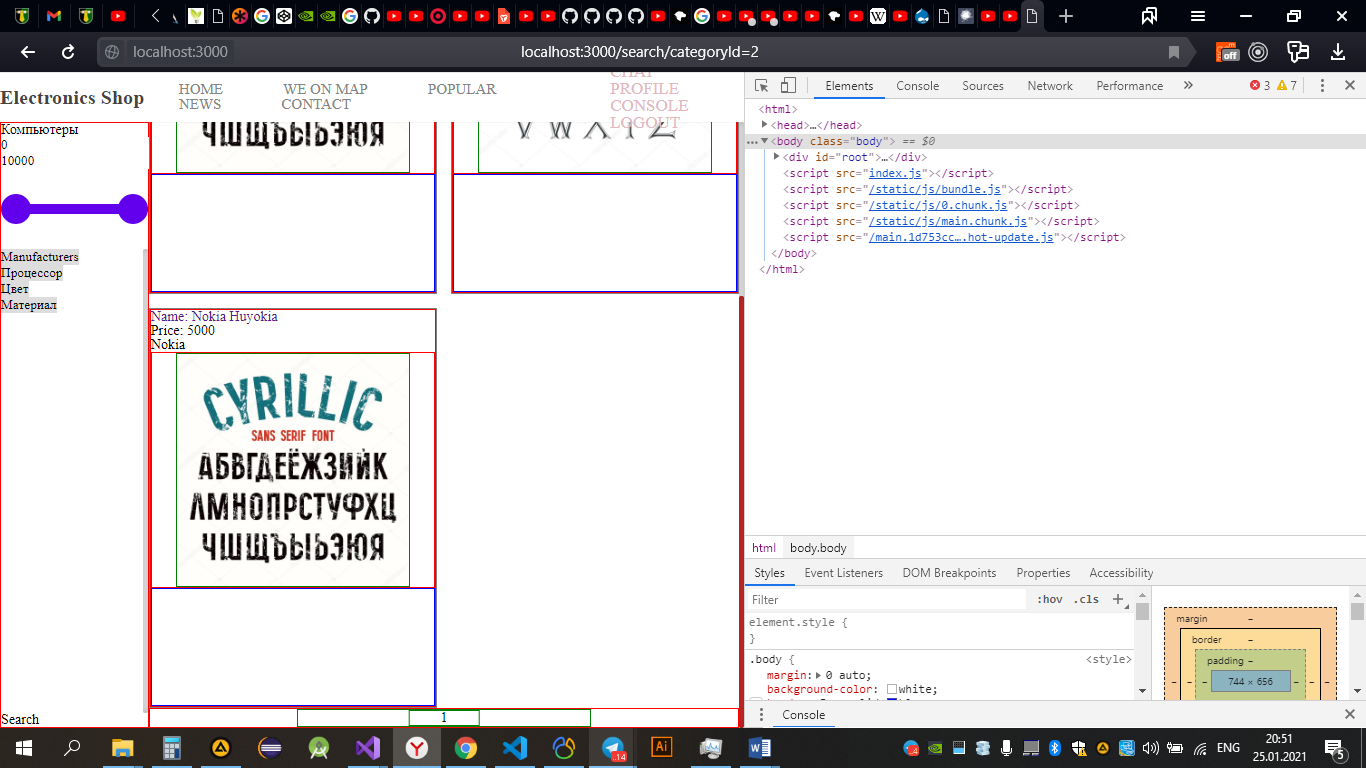 localhost:3000
localhost:3000/search/categoryId=2
off
Electronics Shop
HOME
WE ON MAP
POPULAR
NEWS
CONTACT
CHAT
PROFILE
CONSOLE
LOGOUT
Компьютеры
0
10000
Manufacturers
Процессор
Цвет
Материал
Search
ЧШЩЪЫЬЭЮЯ
V W X Y Z
Name: Nokia Huyokia
Price: 5000
Nokia
CYRILLIC
SANS SERIF FONT
АБВГДЕЁЖЗИЙК
ЛМНОПРСТУФХЦ
ЧШЩЪЫЬЭЮЯ
1
Elements Console Sources Network Performance » 3 7
<html>
<head>…</head>
<body class="body"> == $0
<div id="root">…</div>
<script src="index.js"></script>
<script src="/static/js/bundle.js"></script>
<script src="/static/js/0.chunk.js"></script>
<script src="/static/js/main.chunk.js"></script>
<script src="/main.1d753cc….hot-update.js"></script>
</body>
</html>
html body.body
Styles Event Listeners DOM Breakpoints Properties Accessibility
Filter :hov .cls +
element.style {
}
.body { <style>
margin: 0 auto;
background-color: white;
margin –
border –
padding –
– – – 744 × 656 – – –
Console
.14
Ai
ENG
20:51
25.01.2021
5